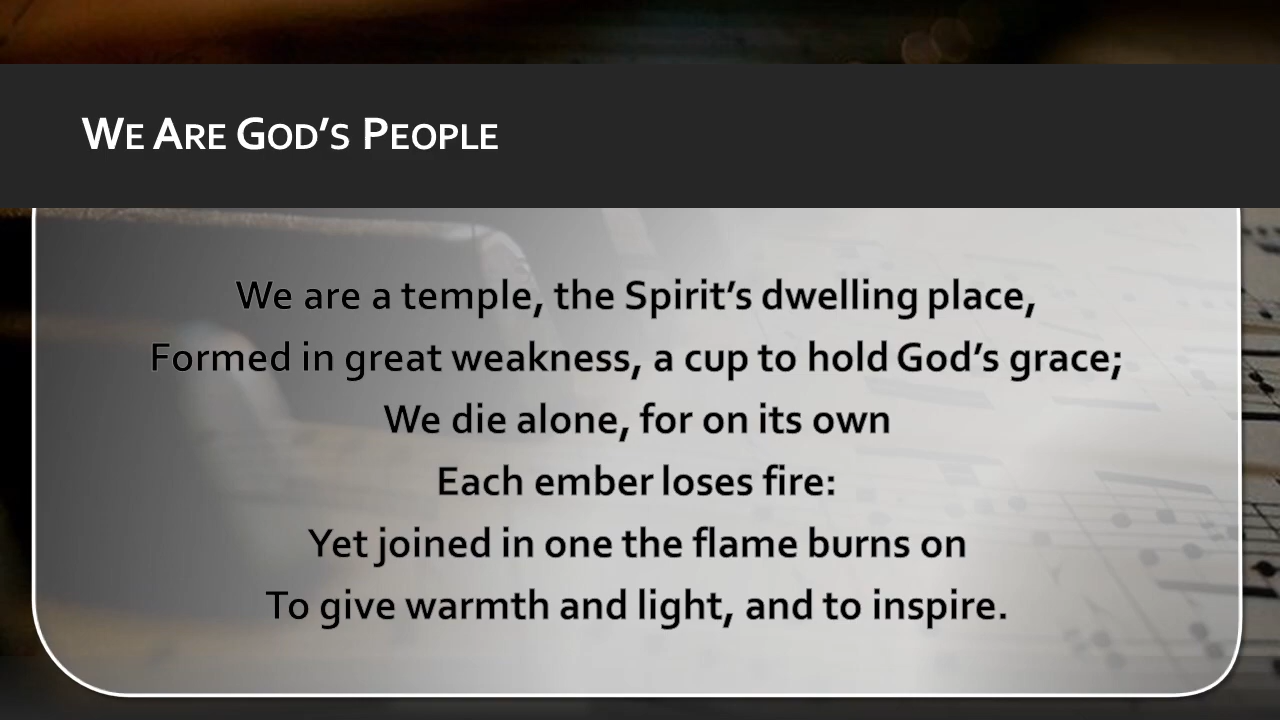 We Are God’s People
We are a temple, the Spirit’s dwelling place,
Formed in great weakness, a cup to hold God’s grace;
We die alone, for on its own
Each ember loses fire:
Yet joined in one the flame burns on
To give warmth and light, and to inspire.